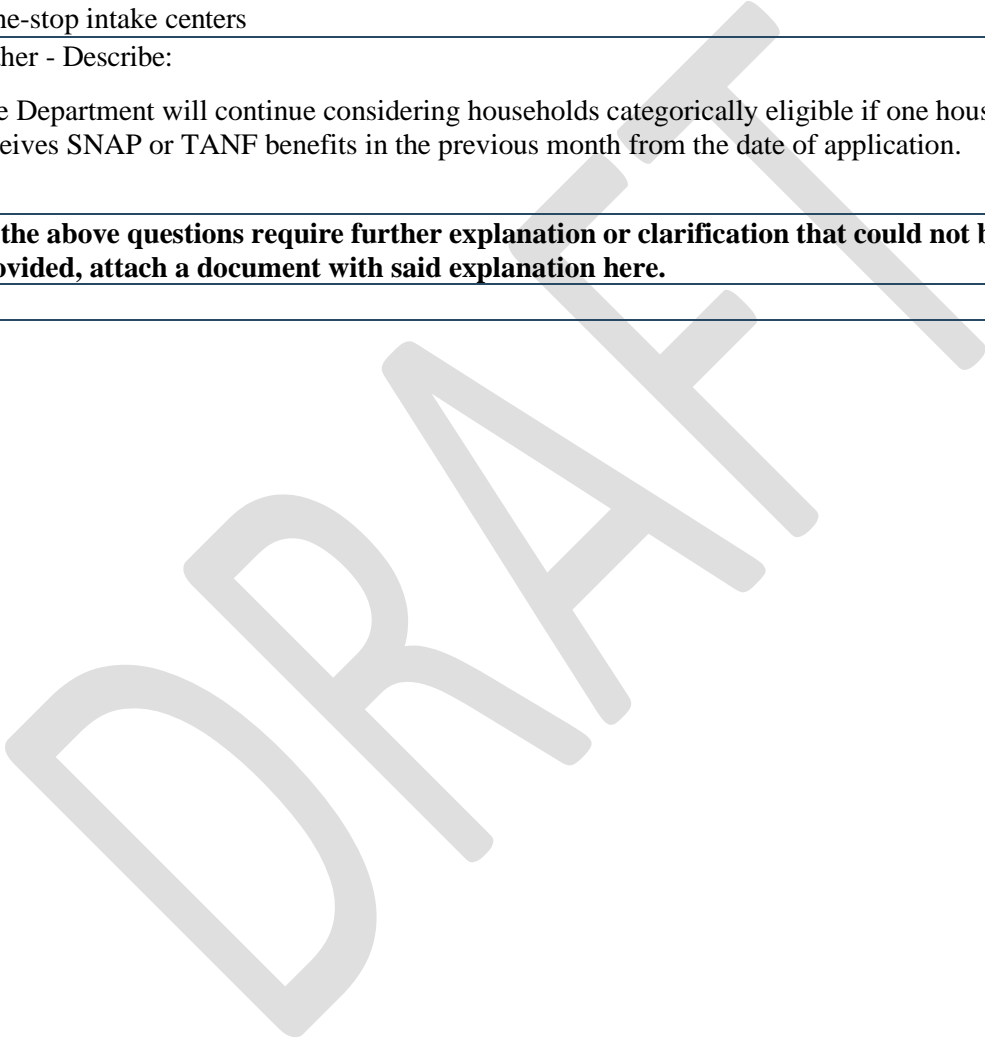 ne-stop intake centers
her - Describe:
e Department will continue considering households categorically eligible if one hous
eives SNAP or TANF benefits in the previous month from the date of application.
the above questions require further explanation or clarification that could not b
ovided, attach a document with said explanation here.
DRAFT